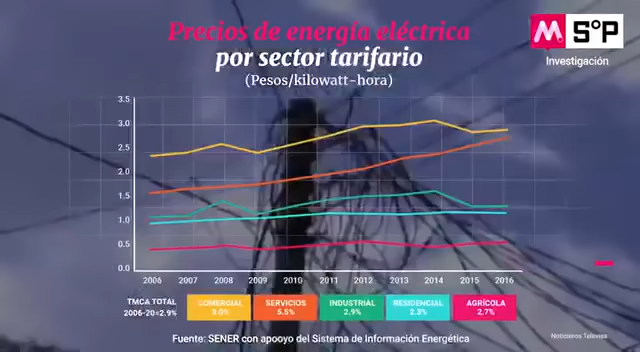 Precios de energía eléctrica
por sector tarifario
(Pesos/kilowatt-hora)
M S°P
Investigación
3.5
3.0
2.5
2.0
1.5
1.0
0.5
0.0
2006 2007 2008 2009 2010 2011 2012 2013 2014 2015 2016
TMCA TOTAL
2006-20=2.9%
COMERCIAL
3.0%
SERVICIOS
5.5%
INDUSTRIAL
2.9%
RESIDENCIAL
2.3%
AGRÍCOLA
2.7%
Fuente: SENER con apooyo del Sistema de Información Energética
Noticieros Televisa